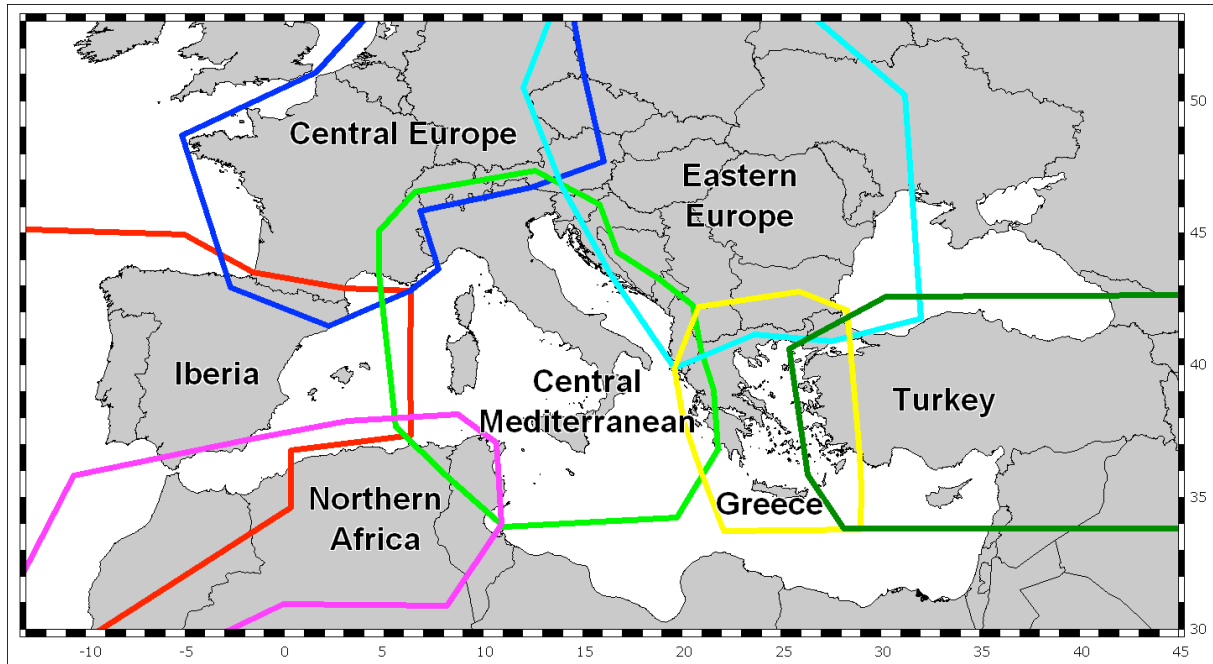 Central Europe
50
Eastern
Europe
45
Iberia
40
Central
Mediterranean
Turkey
Northern
Africa
35
Greece
30
-10 -5 0 5 10 15 20 25 30 35 40 45